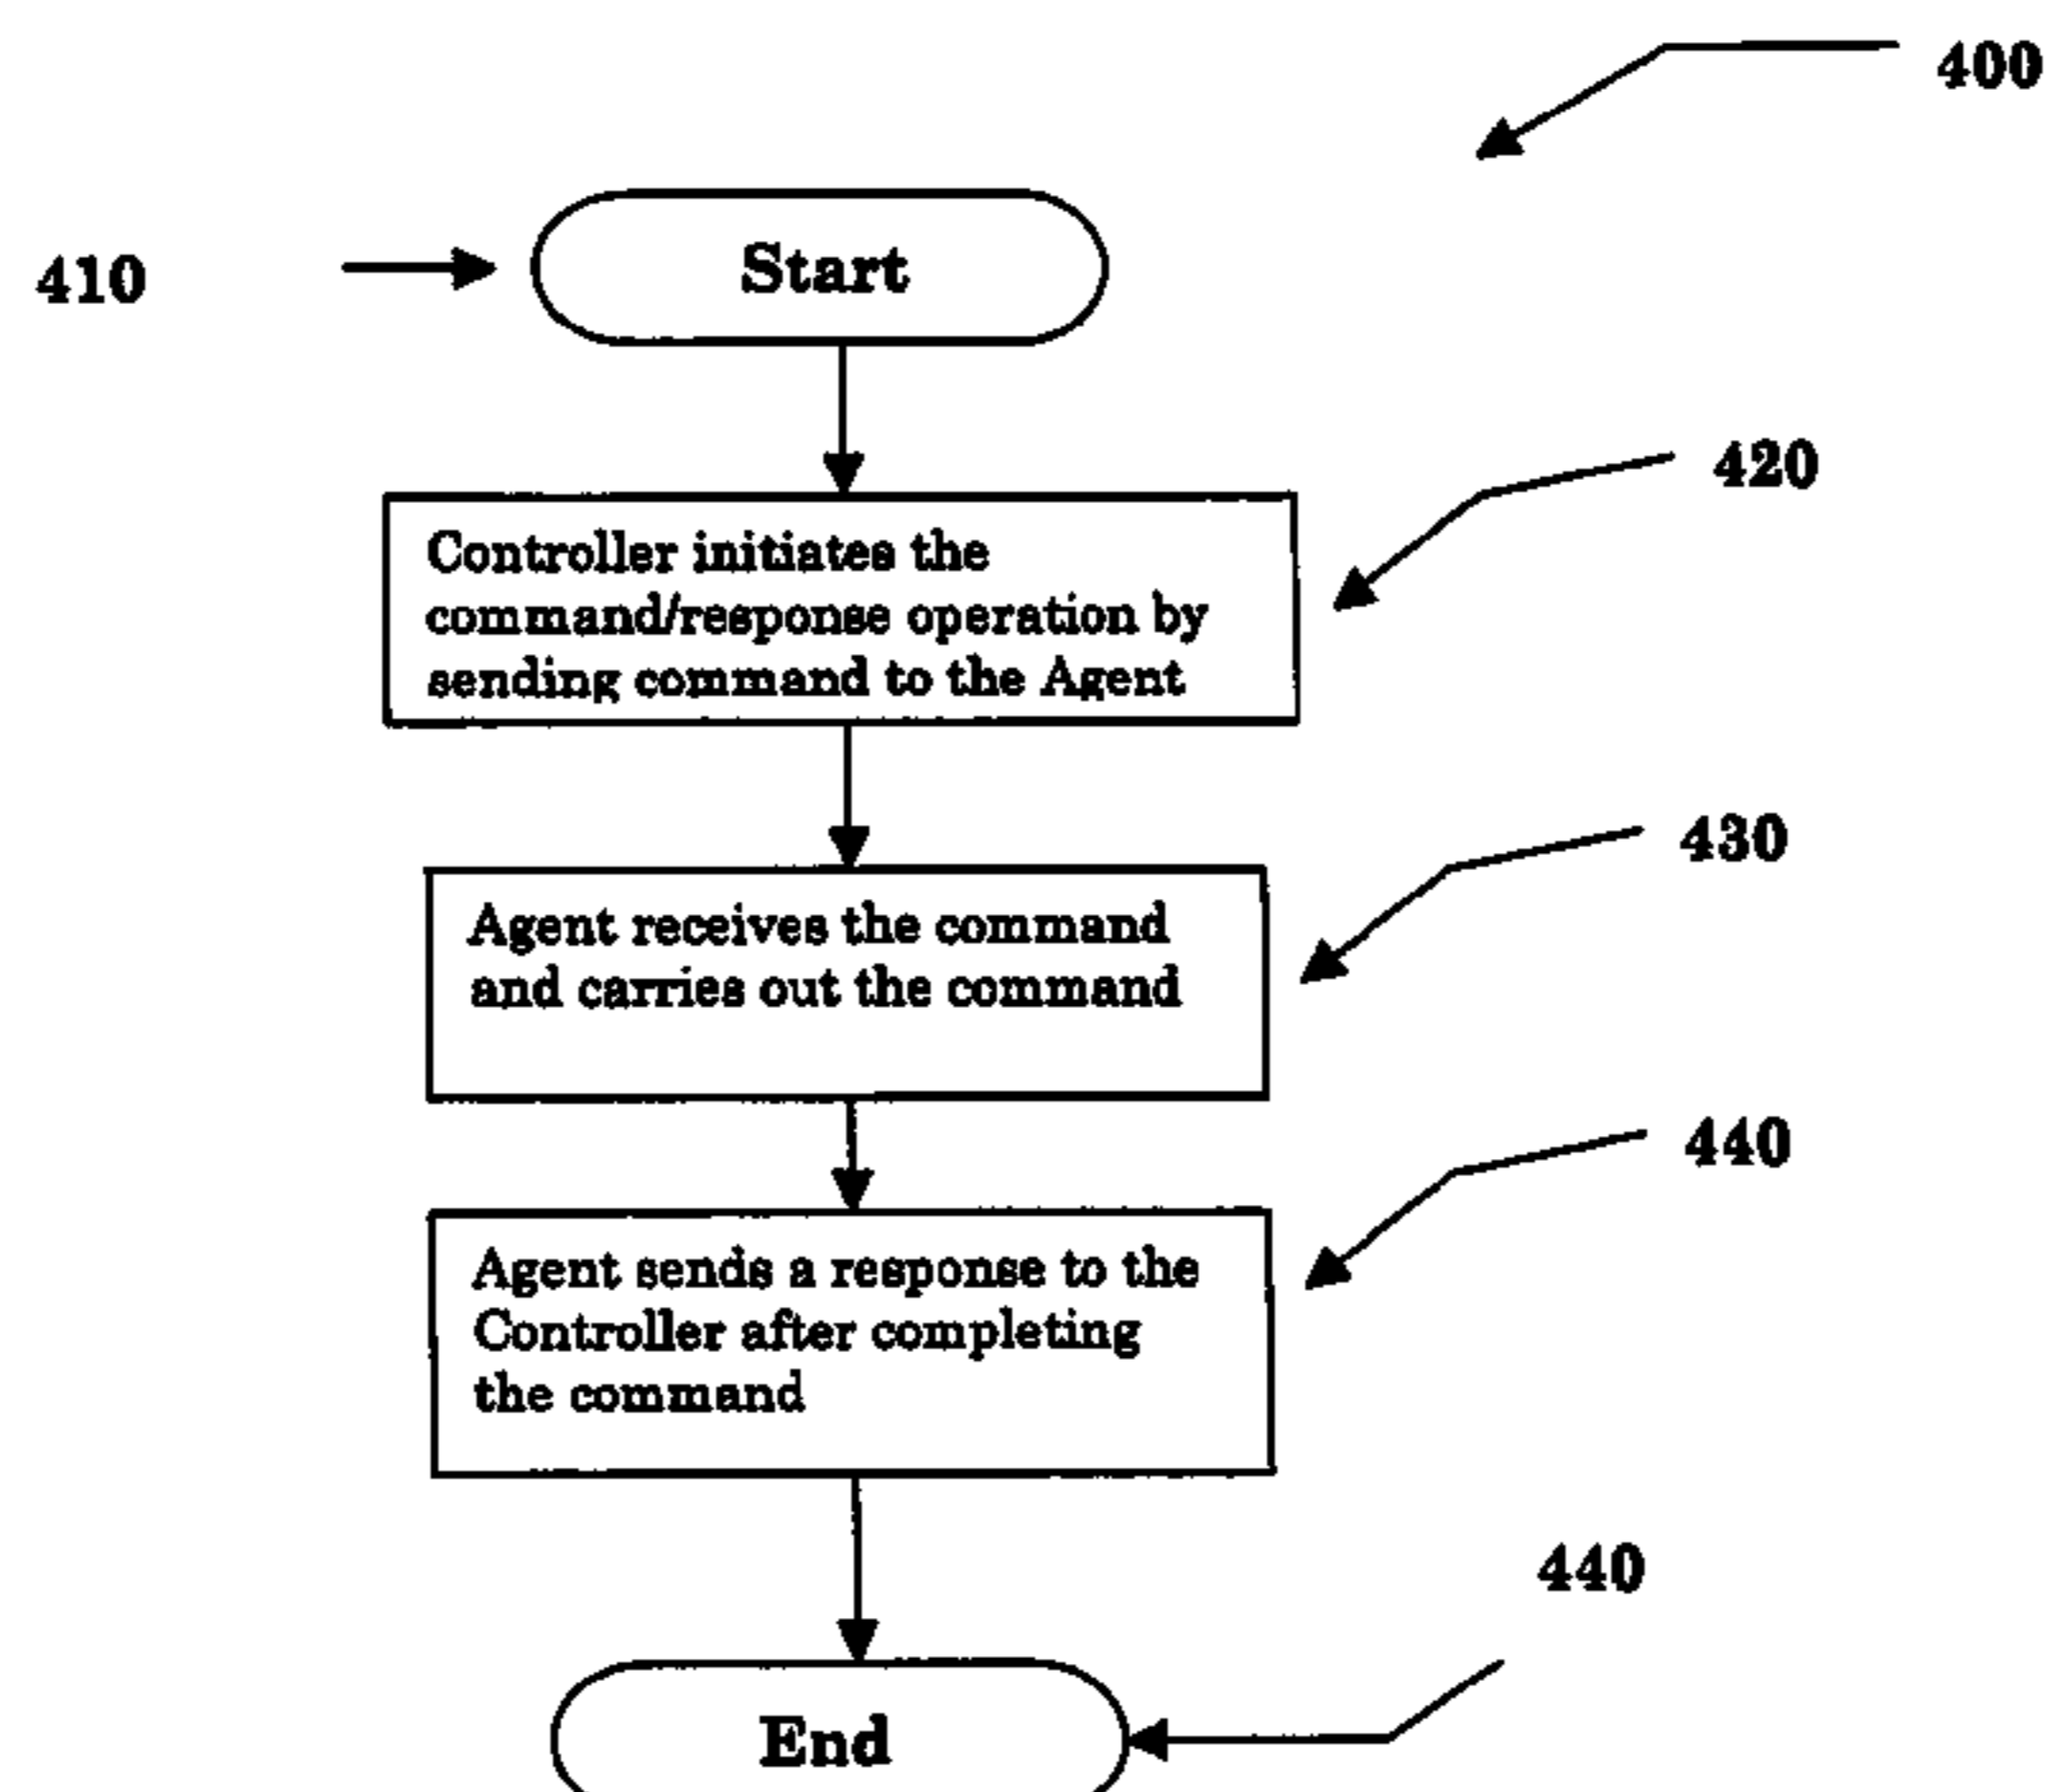 400
410
Start
420
Controller initiates the
command/response operation by
sending command to the Agent
430
Agent receives the command
and carries out the command
440
Agent sends a response to the
Controller after completing
the command
440
End